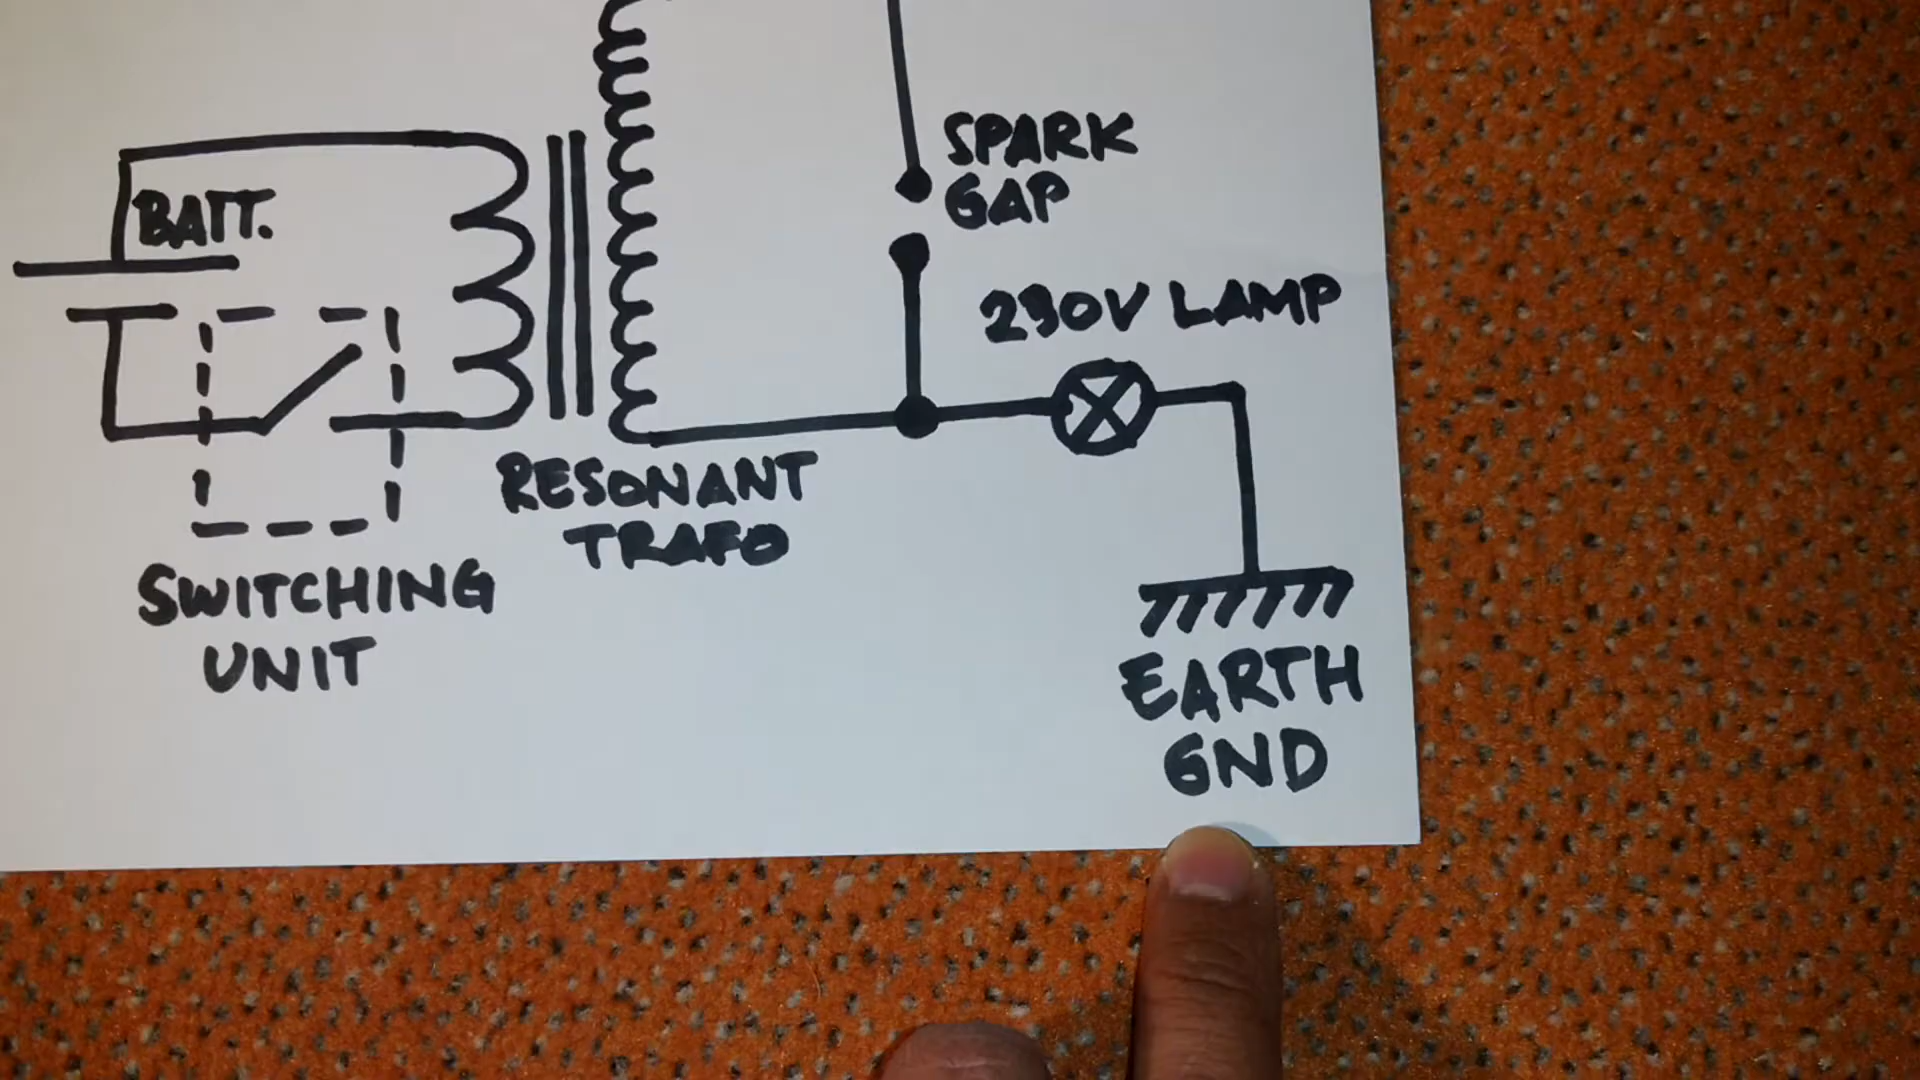 SPARK
GAP
BATT.
230V LAMP
RESONANT
TRAFO
SWITCHING
UNIT
EARTH
GND